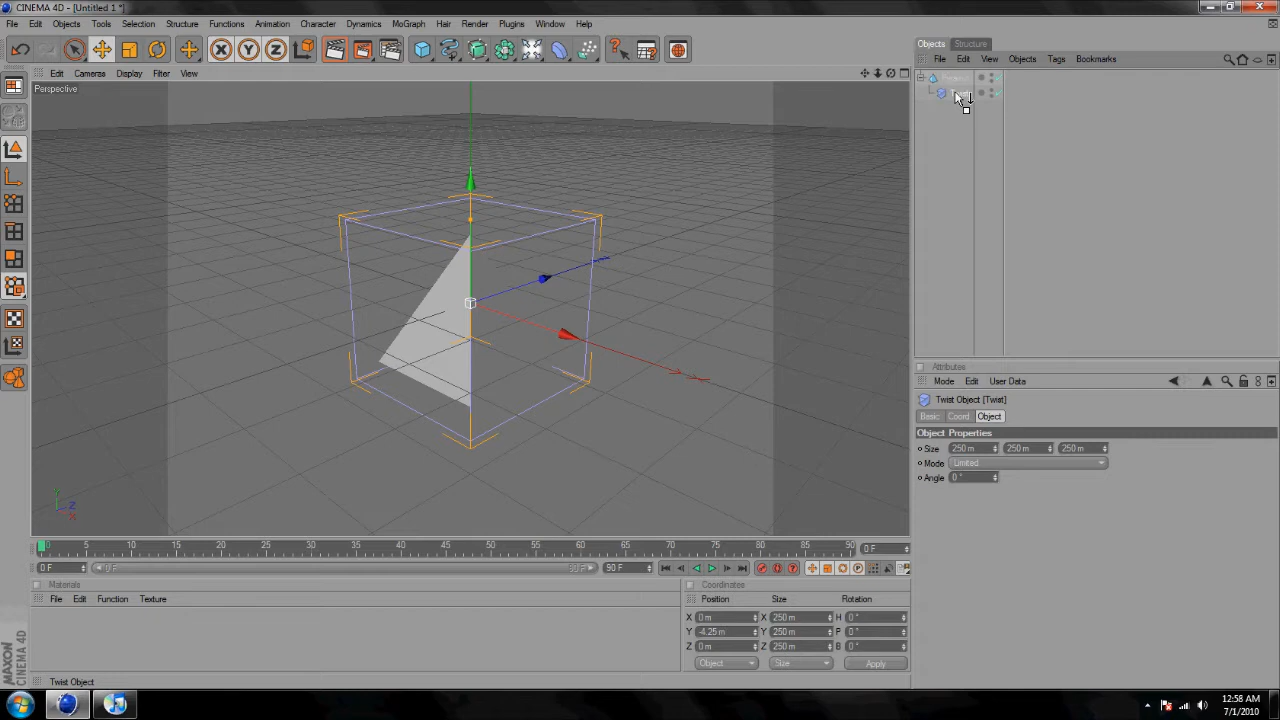 CINEMA 4D - [Untitled 1 *]
File Edit Objects Tools Selection Structure Functions Animation Character Dynamics MoGraph Hair Render Plugins Window Help
Objects Structure
File Edit View Objects Tags Bookmarks
Edit Cameras Display Filter View
Perspective
Attributes
Mode Edit User Data
Twist Object [Twist]
Basic Coord Object
Object Properties
Size 250 m 250 m 250 m
Mode Limited
Angle 0 °
0 5 10 15 20 25 30 35 40 45 50 55 60 65 70 75 80 85 90 0 F
0 F 0 F 90 F 90 F
Materials
File Edit Function Texture
Coordinates
Position Size Rotation
X 0 m X 250 m H 0 °
Y -4.25 m Y 250 m P 0 °
Z 0 m Z 250 m B 0 °
Object Size Apply
MAXON CINEMA 4D
Twist Object
12:58 AM
7/1/2010